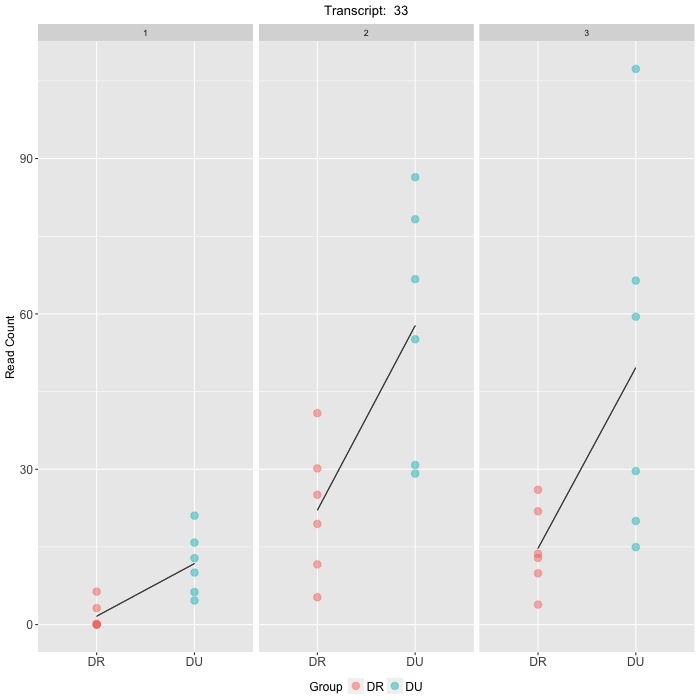 Transcript:  33
1 2 3
Read Count
90
60
30
0
DR DU DR DU DR DU
Group DR DU